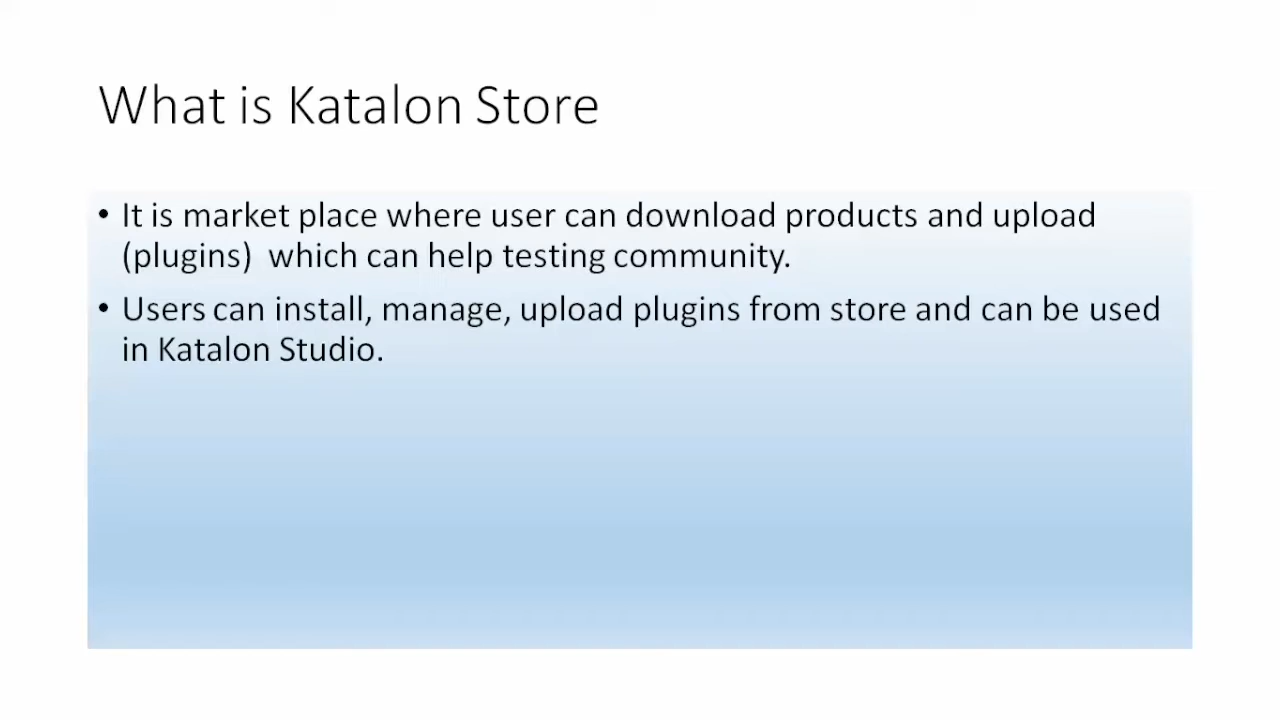 What is Katalon Store
• It is market place where user can download products and upload
(plugins)  which can help testing community.
• Users can install, manage, upload plugins from store and can be used
in Katalon Studio.